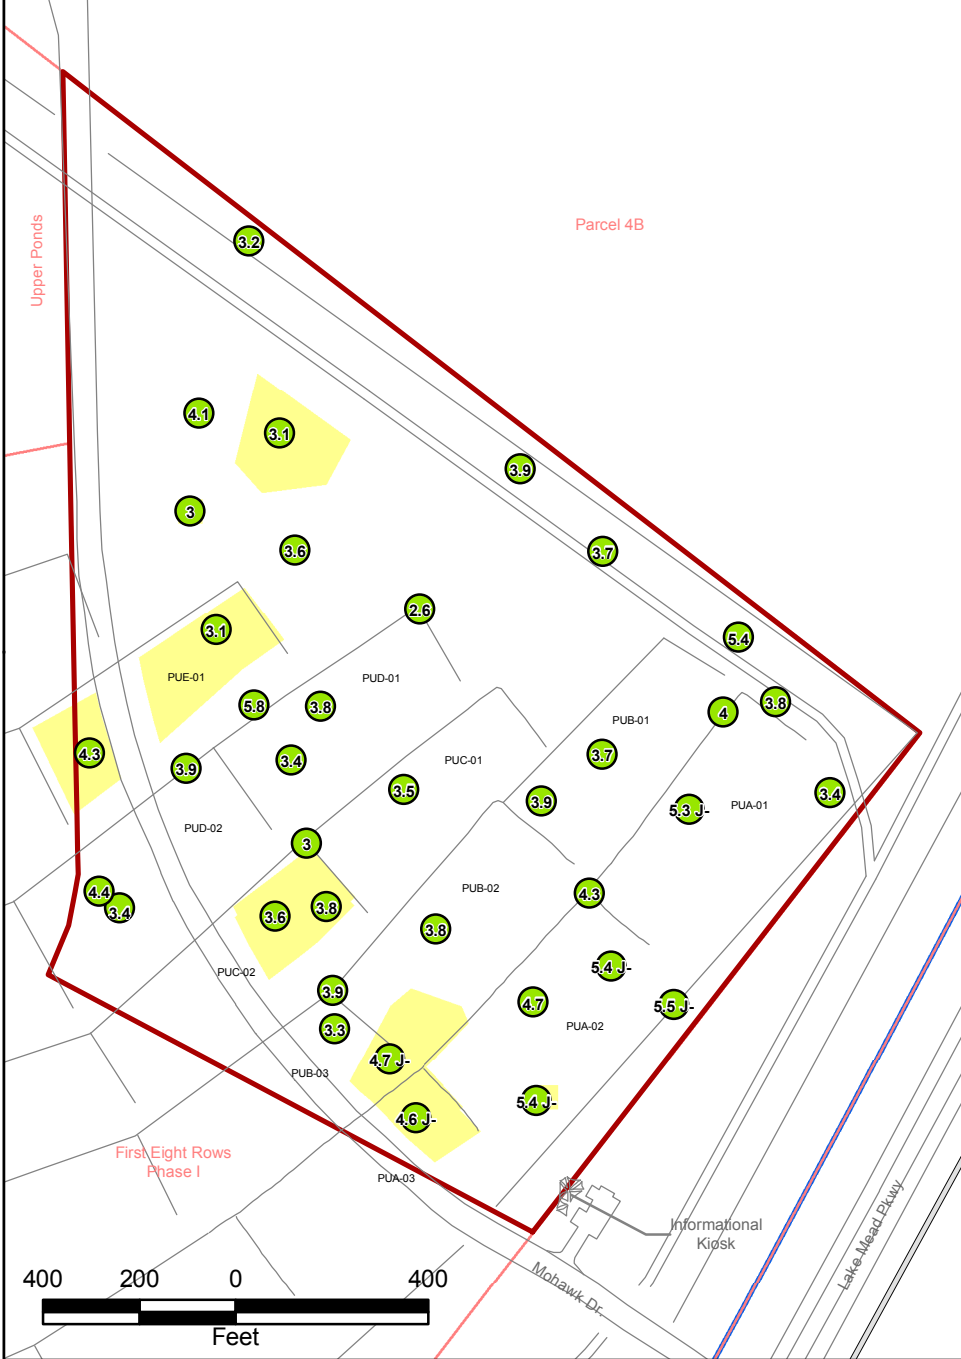 Parcel 4B
Upper Ponds
3.2
4.1
3.1
3.9
3
3.6
3.7
2.6
3.1
5.4
PUE-01
PUD-01
5.8
3.8
3.8
4
PUB-01
4.3
3.9
3.4
3.7
PUC-01
3.5
3.9
5.3 J-
PUA-01
3.4
PUD-02
3
4.4
3.4
3.6
3.8
PUB-02
4.3
3.8
PUC-02
5.4 J-
3.9
4.7
5.5 J-
3.3
PUA-02
4.7 J-
PUB-03
5.4 J-
4.6 J-
First Eight Rows
Phase I
PUA-03
Informational
Kiosk
Lake Mead Pkwy
Mohawk Dr.
400 200 0 400
Feet